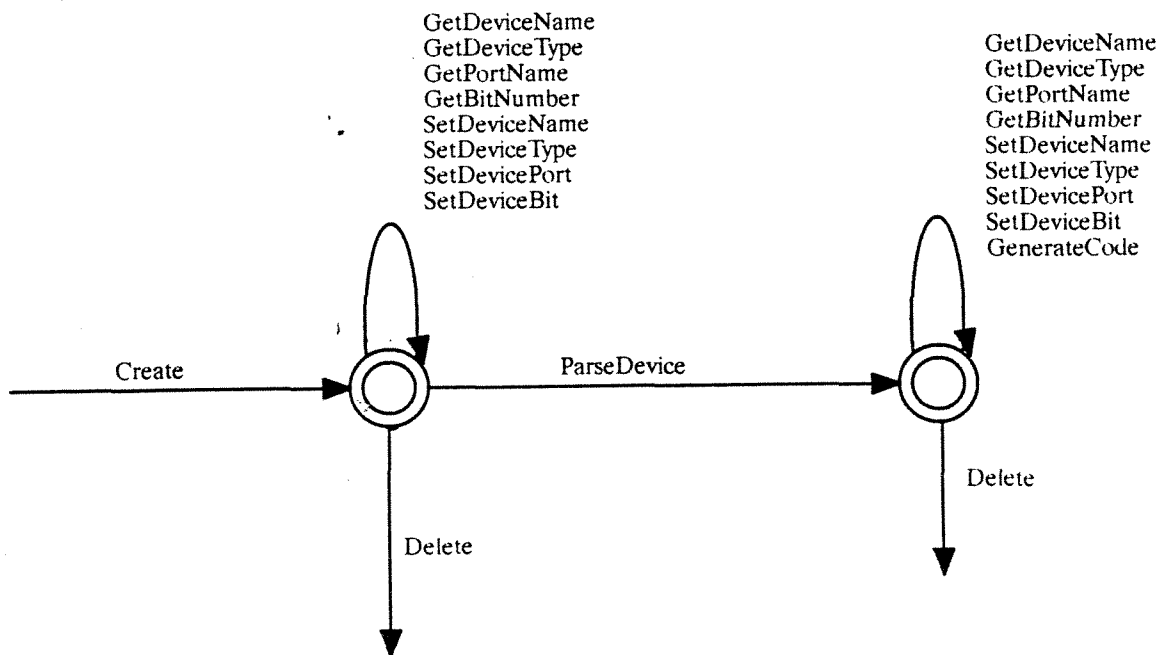 GetDeviceName
GetDeviceType
GetPortName
GetBitNumber
SetDeviceName
SetDeviceType
SetDevicePort
SetDeviceBit
GetDeviceName
GetDeviceType
GetPortName
GetBitNumber
SetDeviceName
SetDeviceType
SetDevicePort
SetDeviceBit
GenerateCode
Create
ParseDevice
Delete
Delete